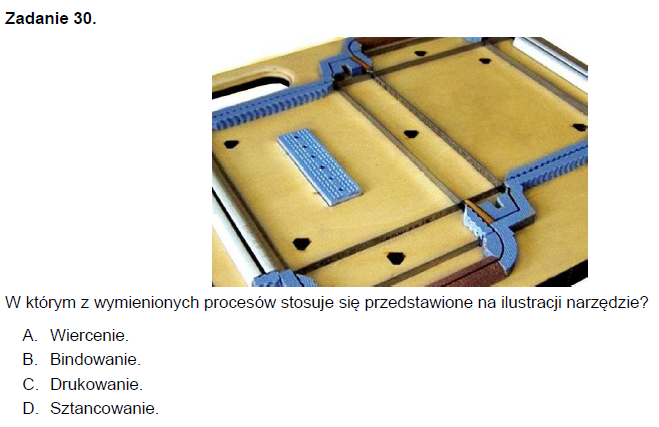 Zadanie 30.
W którym z wymienionych procesów stosuje się przedstawione na ilustracji narzędzie?
A. Wiercenie.
B. Bindowanie.
C. Drukowanie.
D. Sztancowanie.